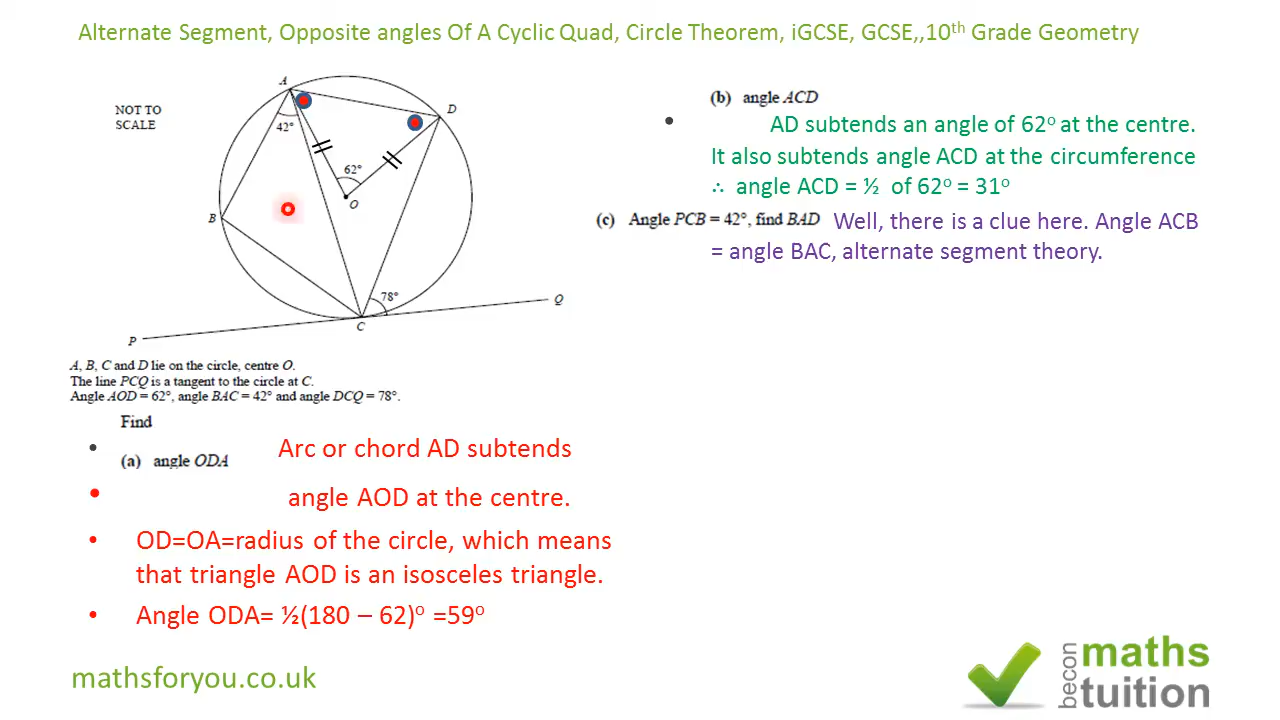 Alternate Segment, Opposite angles Of A Cyclic Quad, Circle Theorem, iGCSE, GCSE,,10th Grade Geometry
NOT TO
SCALE
A
D
42°
62°
O
B
78°
Q
C
P
A, B, C and D lie on the circle, centre O.
The line PCQ is a tangent to the circle at C.
Angle AOD = 62°, angle BAC = 42° and angle DCQ = 78°.
Find
• (a) angle ODA Arc or chord AD subtends
• angle AOD at the centre.
• OD=OA=radius of the circle, which means
that triangle AOD is an isosceles triangle.
• Angle ODA= ½(180 – 62)o =59o
(b) angle ACD
• AD subtends an angle of 62o at the centre.
It also subtends angle ACD at the circumference
∴ angle ACD = ½ of 62o = 31o
(c) Angle PCB = 42°, find BAD Well, there is a clue here. Angle ACB
= angle BAC, alternate segment theory.
mathsforyou.co.uk
becon
maths
tuition